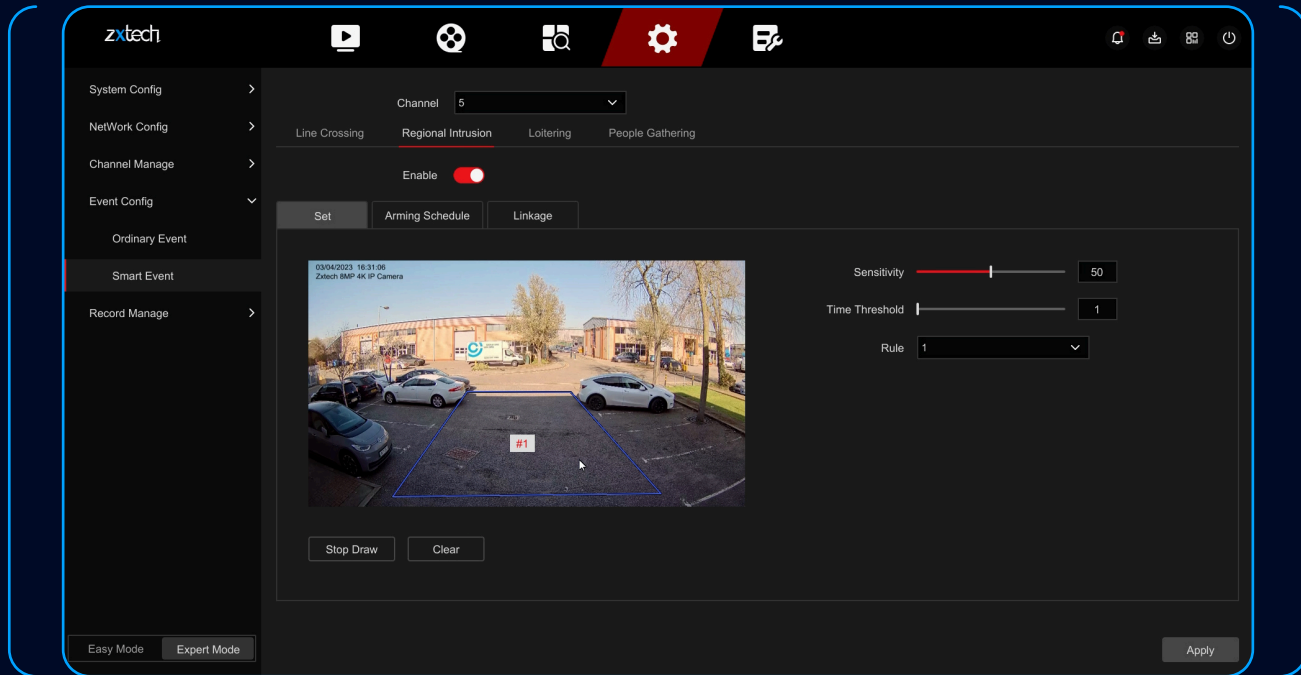 zxtech
System Config
NetWork Config
Channel Manage
Event Config
Ordinary Event
Smart Event
Record Manage
Easy Mode Expert Mode
Channel 5
Line Crossing Regional Intrusion Loitering People Gathering
Enable
Set Arming Schedule Linkage
03/04/2023 16:31:06
Zxtech 8MP 4K IP Camera
#1
Stop Draw Clear
Sensitivity 50
Time Threshold 1
Rule 1
Apply